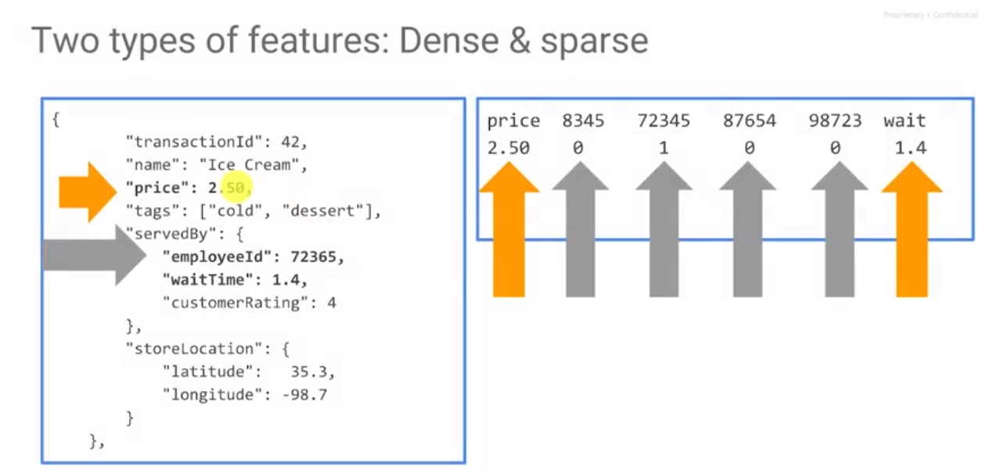 Proprietary + Confidential
Two types of features: Dense & sparse
{
"transactionId": 42,
"name": "Ice Cream",
"price": 2.50,
"tags": ["cold", "dessert"],
"servedBy": {
"employeeId": 72365,
"waitTime": 1.4,
"customerRating": 4
},
"storeLocation": {
"latitude": 35.3,
"longitude": -98.7
}
},
price 8345 72345 87654 98723 wait
2.50 0 1 0 0 1.4